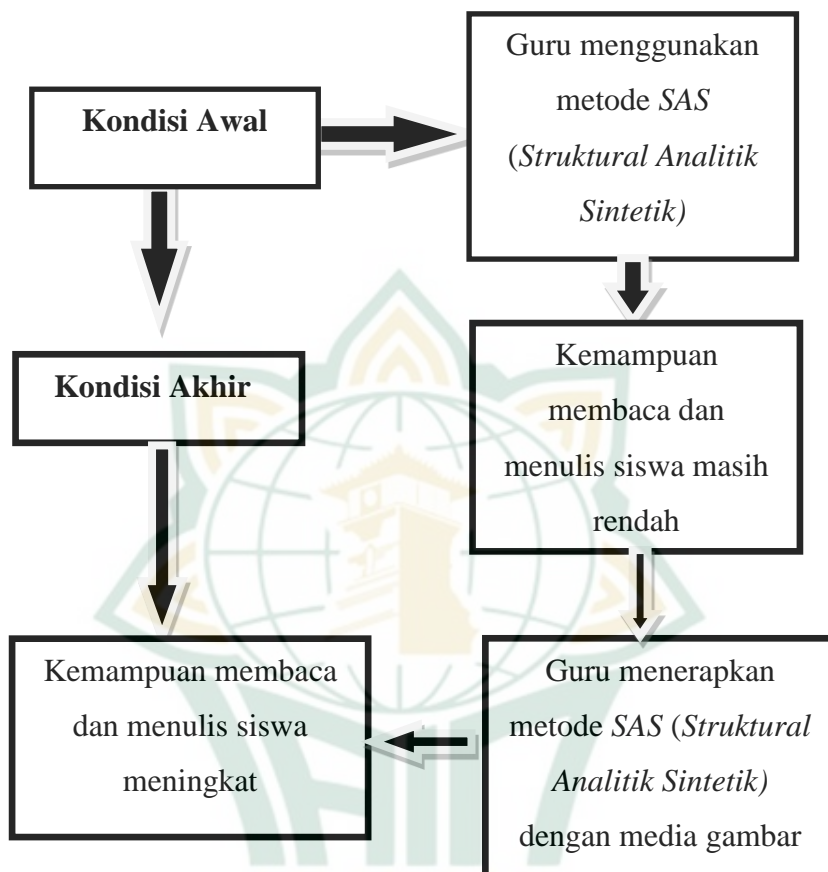 Kondisi Awal
Guru menggunakan
metode SAS
(Struktural Analitik
Sintetik)
Kemampuan
membaca dan
menulis siswa masih
rendah
Guru menerapkan
metode SAS (Struktural
Analitik Sintetik)
dengan media gambar
Kondisi Akhir
Kemampuan membaca
dan menulis siswa
meningkat